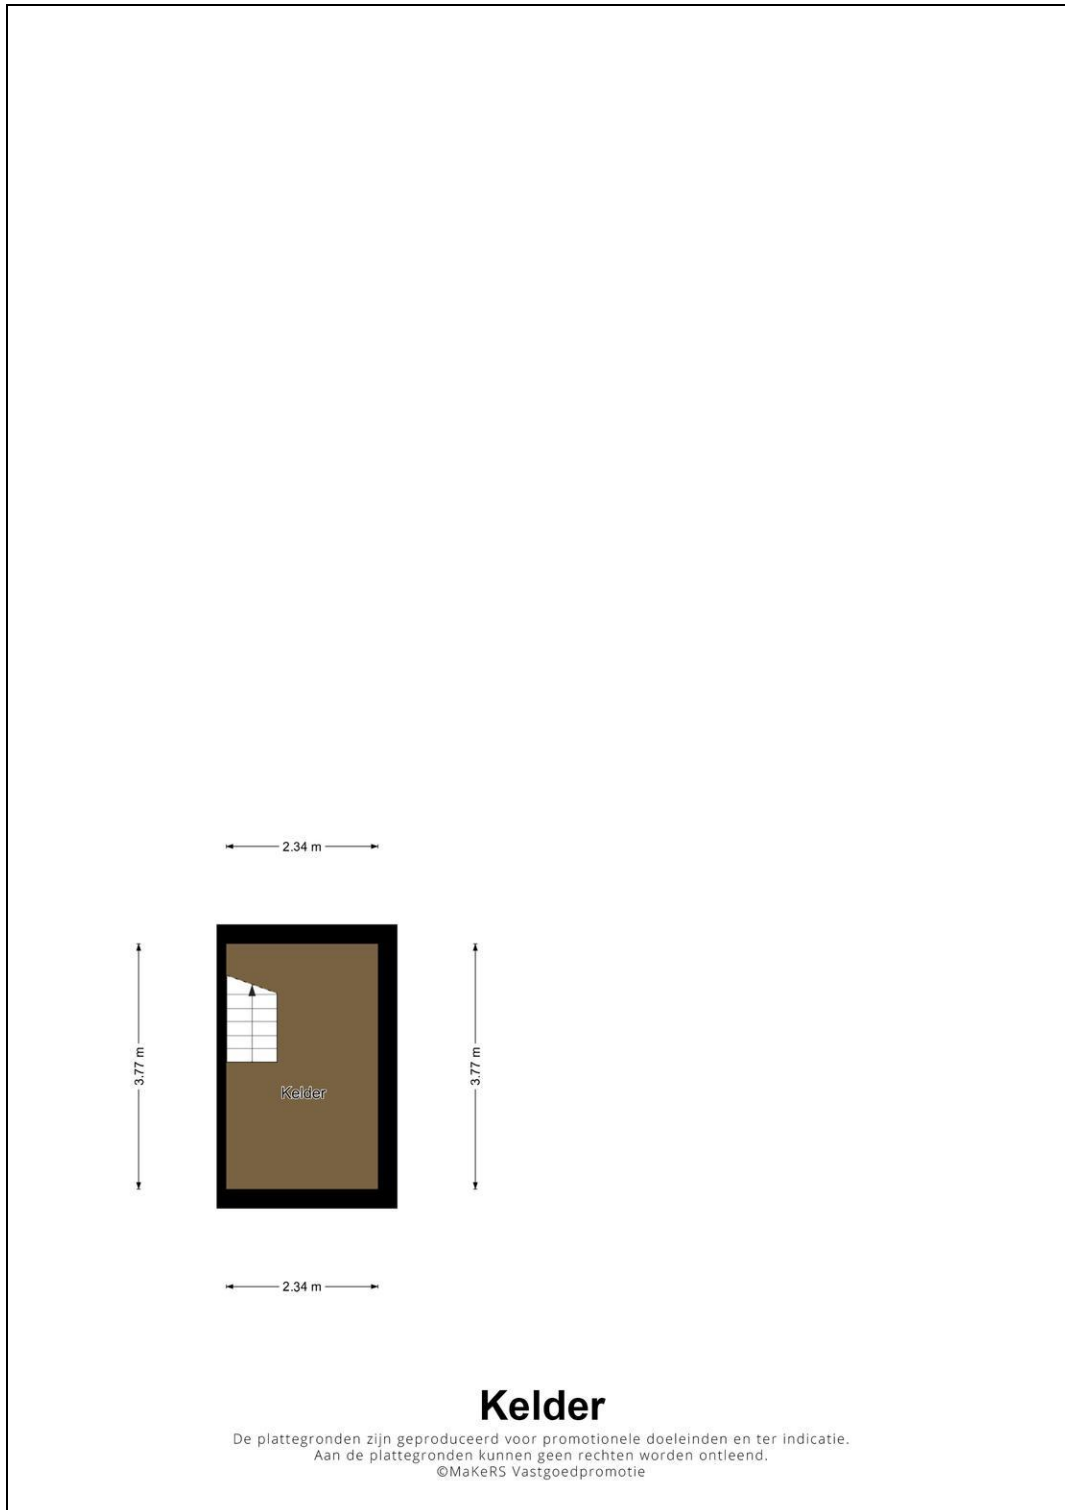 2.34 m
3.77 m
3.77 m
Kelder
2.34 m
Kelder
De plattegronden zijn geproduceerd voor promotionele doeleinden en ter indicatie.
Aan de plattegronden kunnen geen rechten worden ontleend.
©MaKeRS Vastgoedpromotie